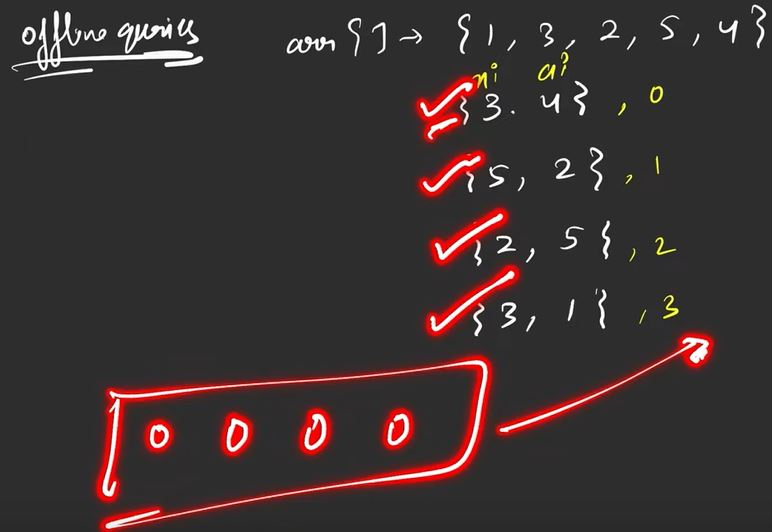 offline queries arr [] → {1, 3, 2, 5, 4}
xi ai
{3. 4}, 0
{5, 2}, 1
{2, 5}, 2
{3, 1}, 3
0 0 0 0